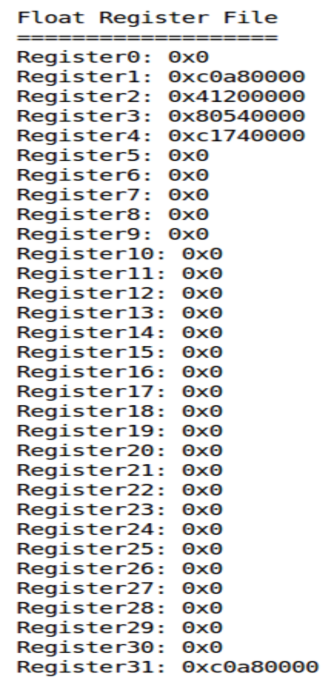 Float Register File
===================
Register0: 0x0
Register1: 0xc0a80000
Register2: 0x41200000
Register3: 0x80540000
Register4: 0xc1740000
Register5: 0x0
Register6: 0x0
Register7: 0x0
Register8: 0x0
Register9: 0x0
Register10: 0x0
Register11: 0x0
Register12: 0x0
Register13: 0x0
Register14: 0x0
Register15: 0x0
Register16: 0x0
Register17: 0x0
Register18: 0x0
Register19: 0x0
Register20: 0x0
Register21: 0x0
Register22: 0x0
Register23: 0x0
Register24: 0x0
Register25: 0x0
Register26: 0x0
Register27: 0x0
Register28: 0x0
Register29: 0x0
Register30: 0x0
Register31: 0xc0a80000